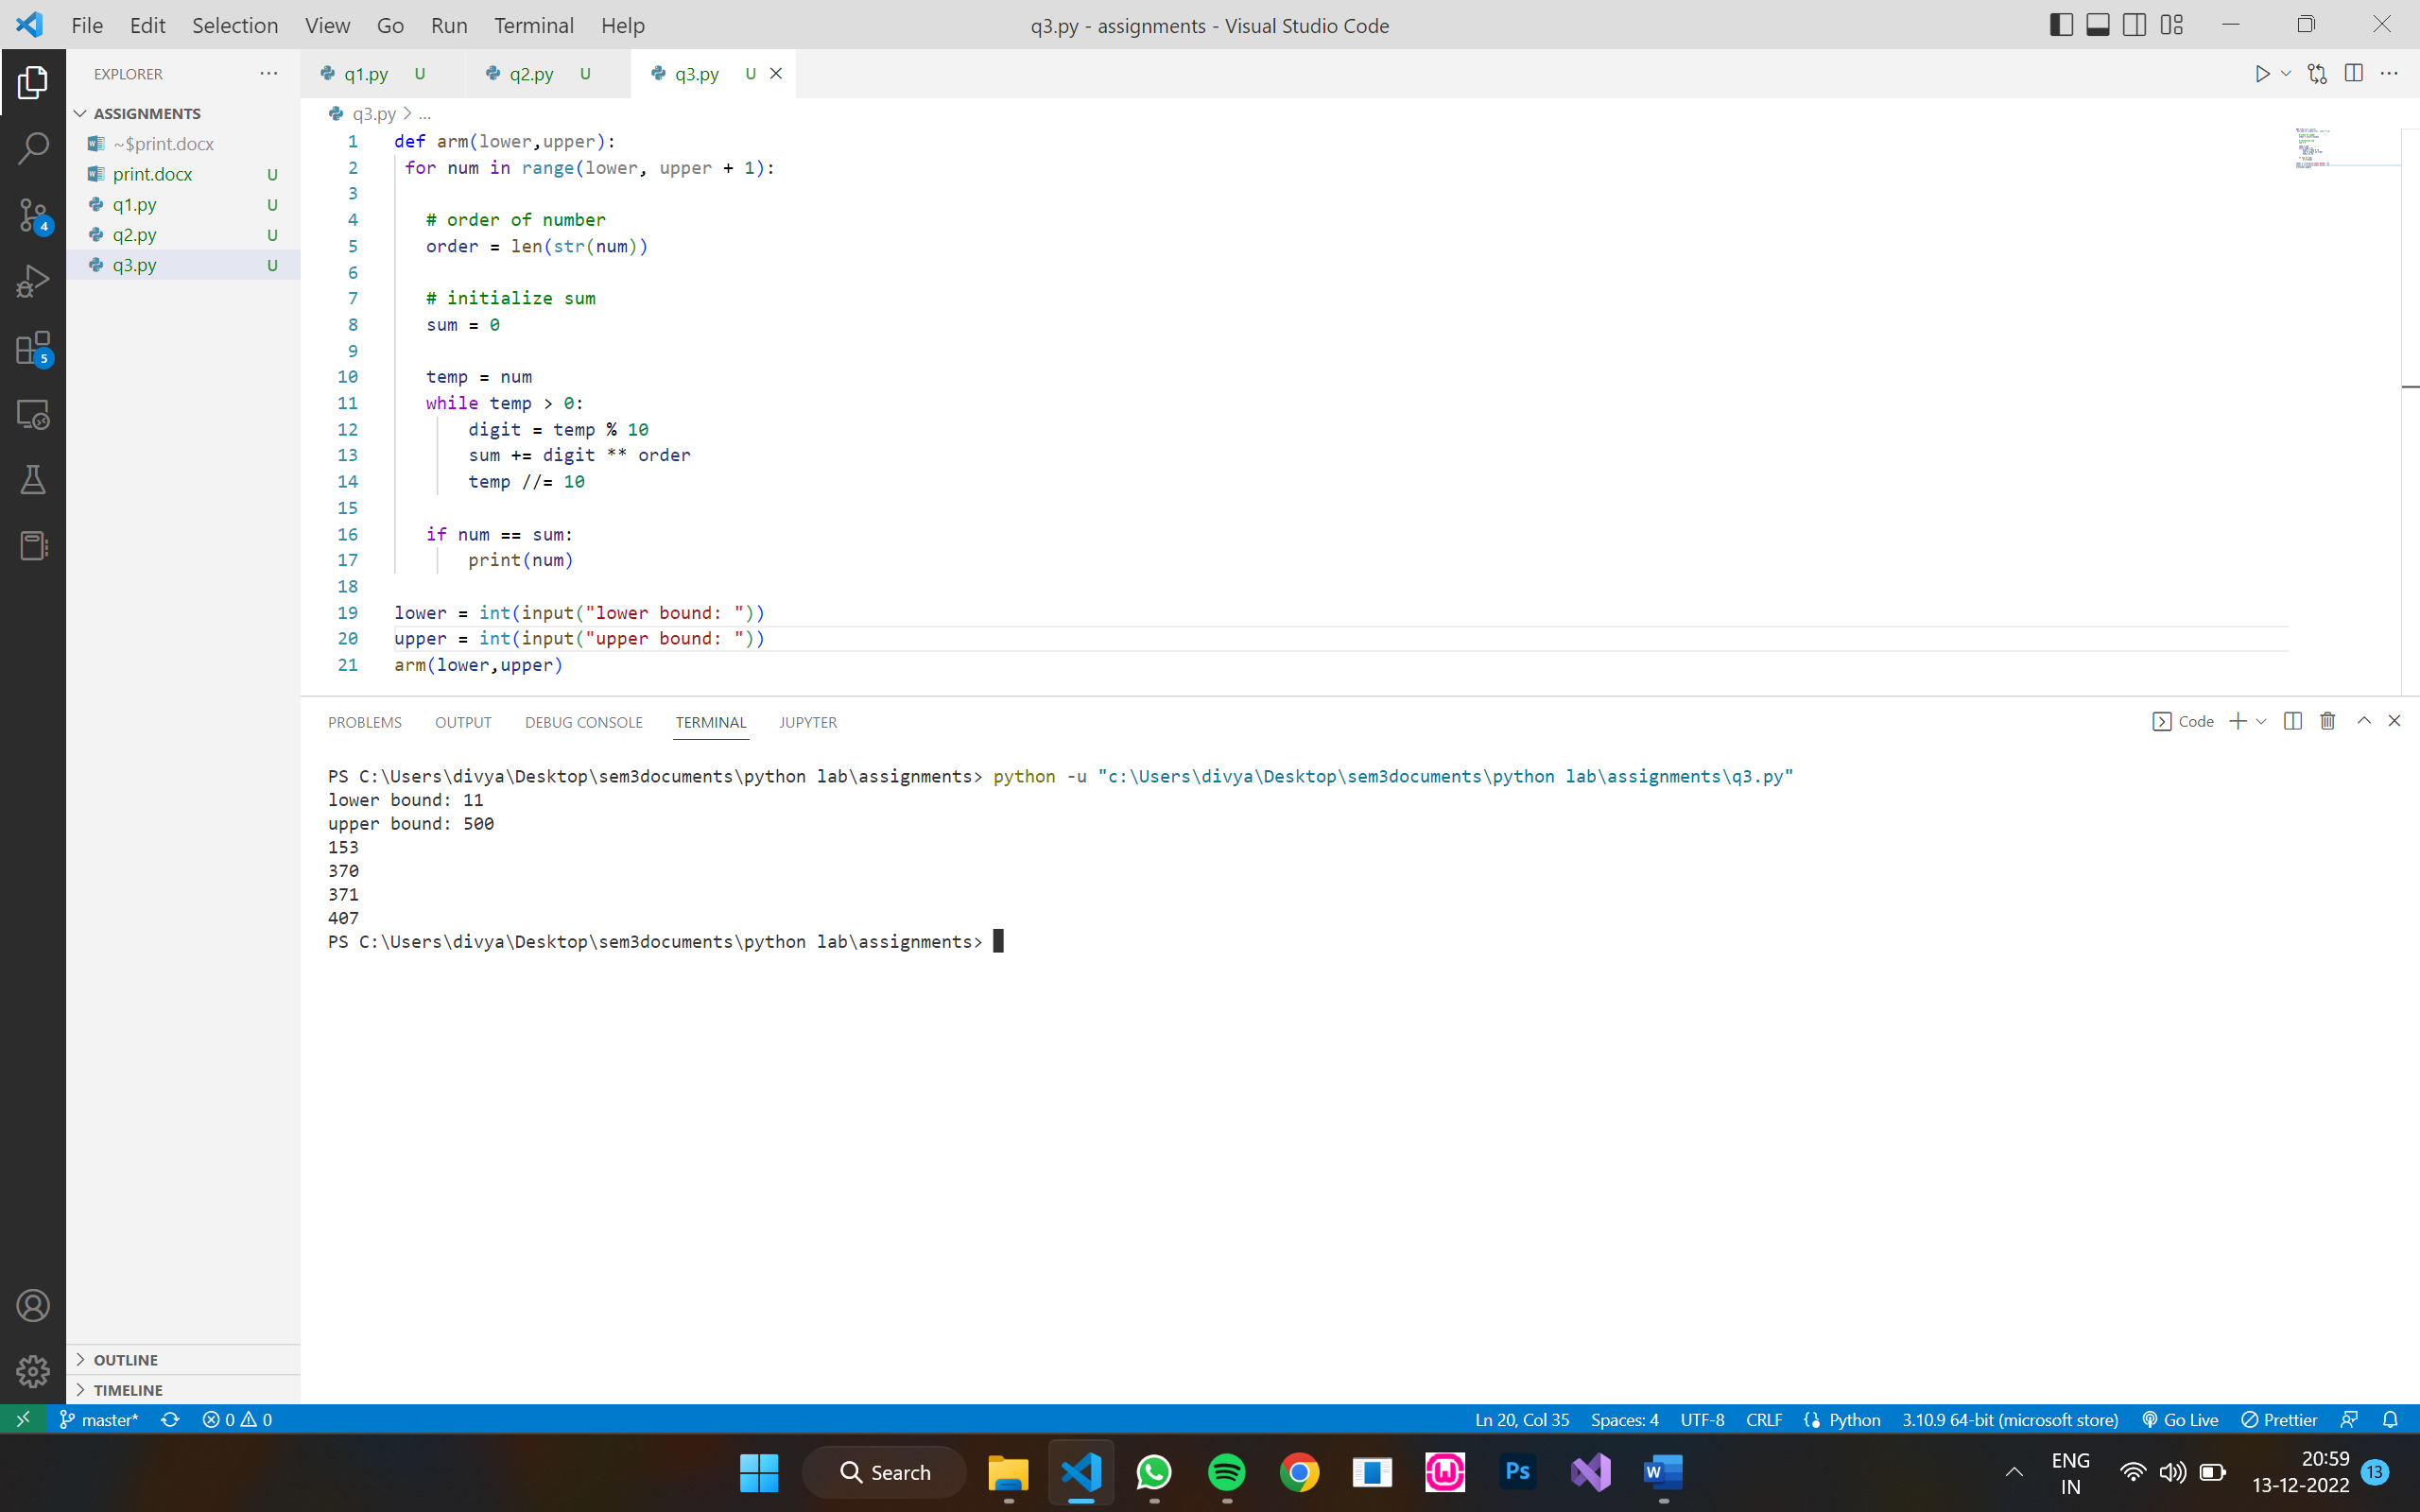 File Edit Selection View Go Run Terminal Help
q3.py - assignments - Visual Studio Code
EXPLORER
ASSIGNMENTS
~$print.docx
print.docx U
q1.py U
q2.py U
q3.py U
4
5
OUTLINE
TIMELINE
q1.py U q2.py U q3.py U
q3.py > ...
1 def arm(lower,upper):
2 for num in range(lower, upper + 1):
3
4 # order of number
5 order = len(str(num))
6
7 # initialize sum
8 sum = 0
9
10 temp = num
11 while temp > 0:
12 digit = temp % 10
13 sum += digit ** order
14 temp //= 10
15
16 if num == sum:
17 print(num)
18
19 lower = int(input("lower bound: "))
20 upper = int(input("upper bound: "))
21 arm(lower,upper)
PROBLEMS OUTPUT DEBUG CONSOLE TERMINAL JUPYTER
Code
PS C:\Users\divya\Desktop\sem3documents\python lab\assignments> python -u "c:\Users\divya\Desktop\sem3documents\python lab\assignments\q3.py"
lower bound: 11
upper bound: 500
153
370
371
407
PS C:\Users\divya\Desktop\sem3documents\python lab\assignments>
master* 0 0
Ln 20, Col 35 Spaces: 4 UTF-8 CRLF Python 3.10.9 64-bit (microsoft store) Go Live Prettier
Search
Ps
W
ENG
IN
20:59
13-12-2022
13